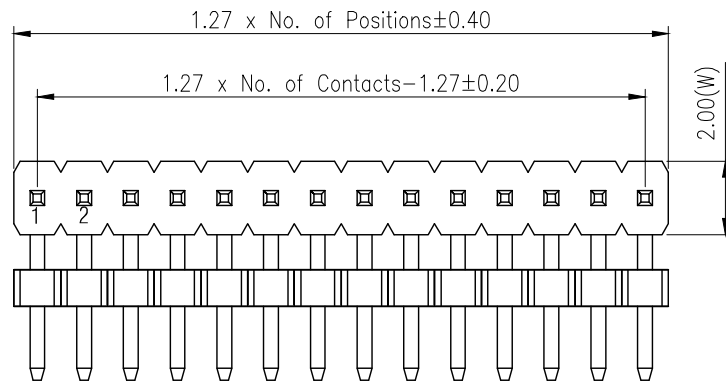 1.27 x No. of Positions±0.40
1.27 x No. of Contacts-1.27±0.20
2.00(W)
1 2